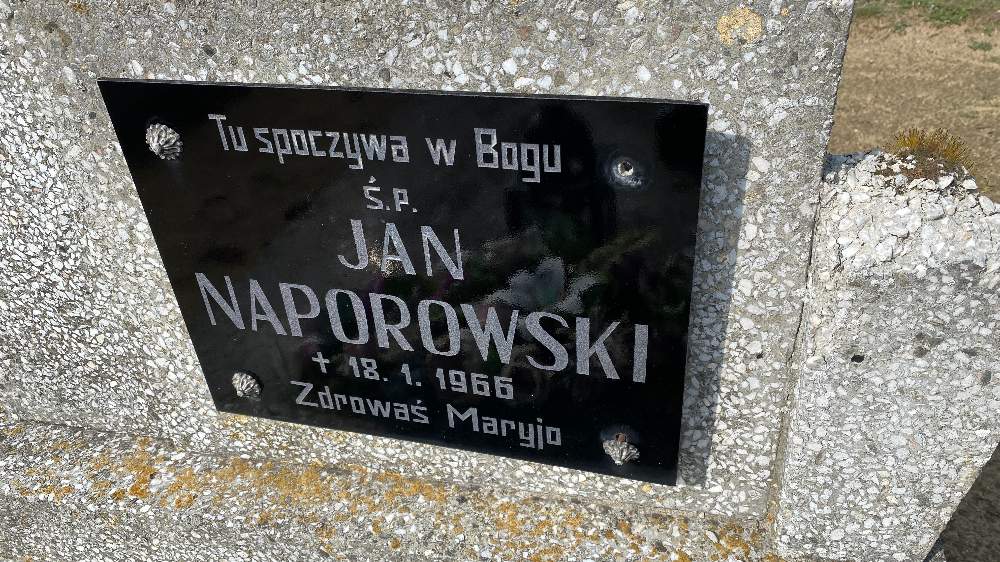 Tu spoczywa w Bogu
Ś.P.
JAN
NAPOROWSKI
† 18. 1. 1966
Zdrowaś Maryjo